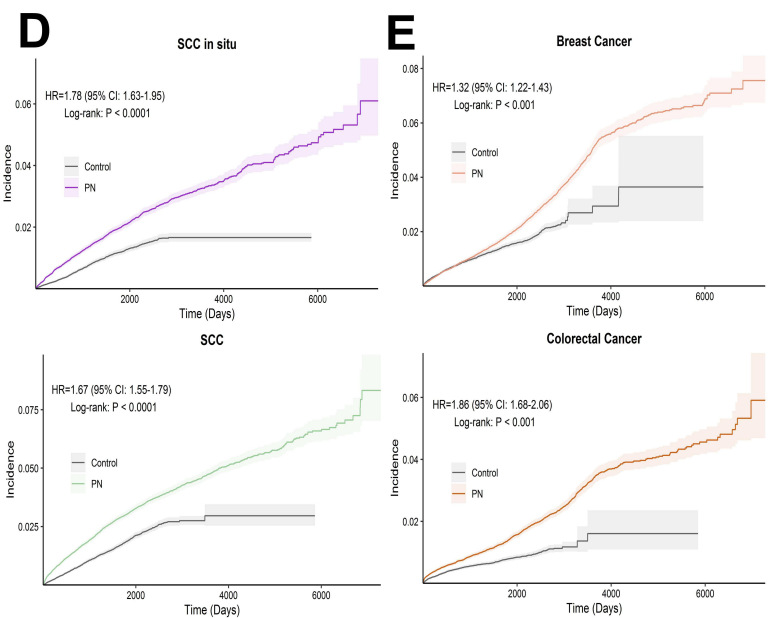 D
SCC in situ
HR=1.78 (95% CI: 1.63-1.95)
Log-rank: P < 0.0001
Control
PN
Incidence
0.06
0.04
0.02
2000
4000
6000
Time (Days)
E
Breast Cancer
HR=1.32 (95% CI: 1.22-1.43)
Log-rank: P < 0.001
Control
PN
Incidence
0.08
0.06
0.04
0.02
2000
4000
6000
Time (Days)
SCC
HR=1.67 (95% CI: 1.55-1.79)
Log-rank: P < 0.0001
Control
PN
Incidence
0.075
0.050
0.025
2000
4000
6000
Time (Days)
Colorectal Cancer
HR=1.86 (95% CI: 1.68-2.06)
Log-rank: P < 0.001
Control
PN
Incidence
0.06
0.04
0.02
2000
4000
6000
Time (Days)